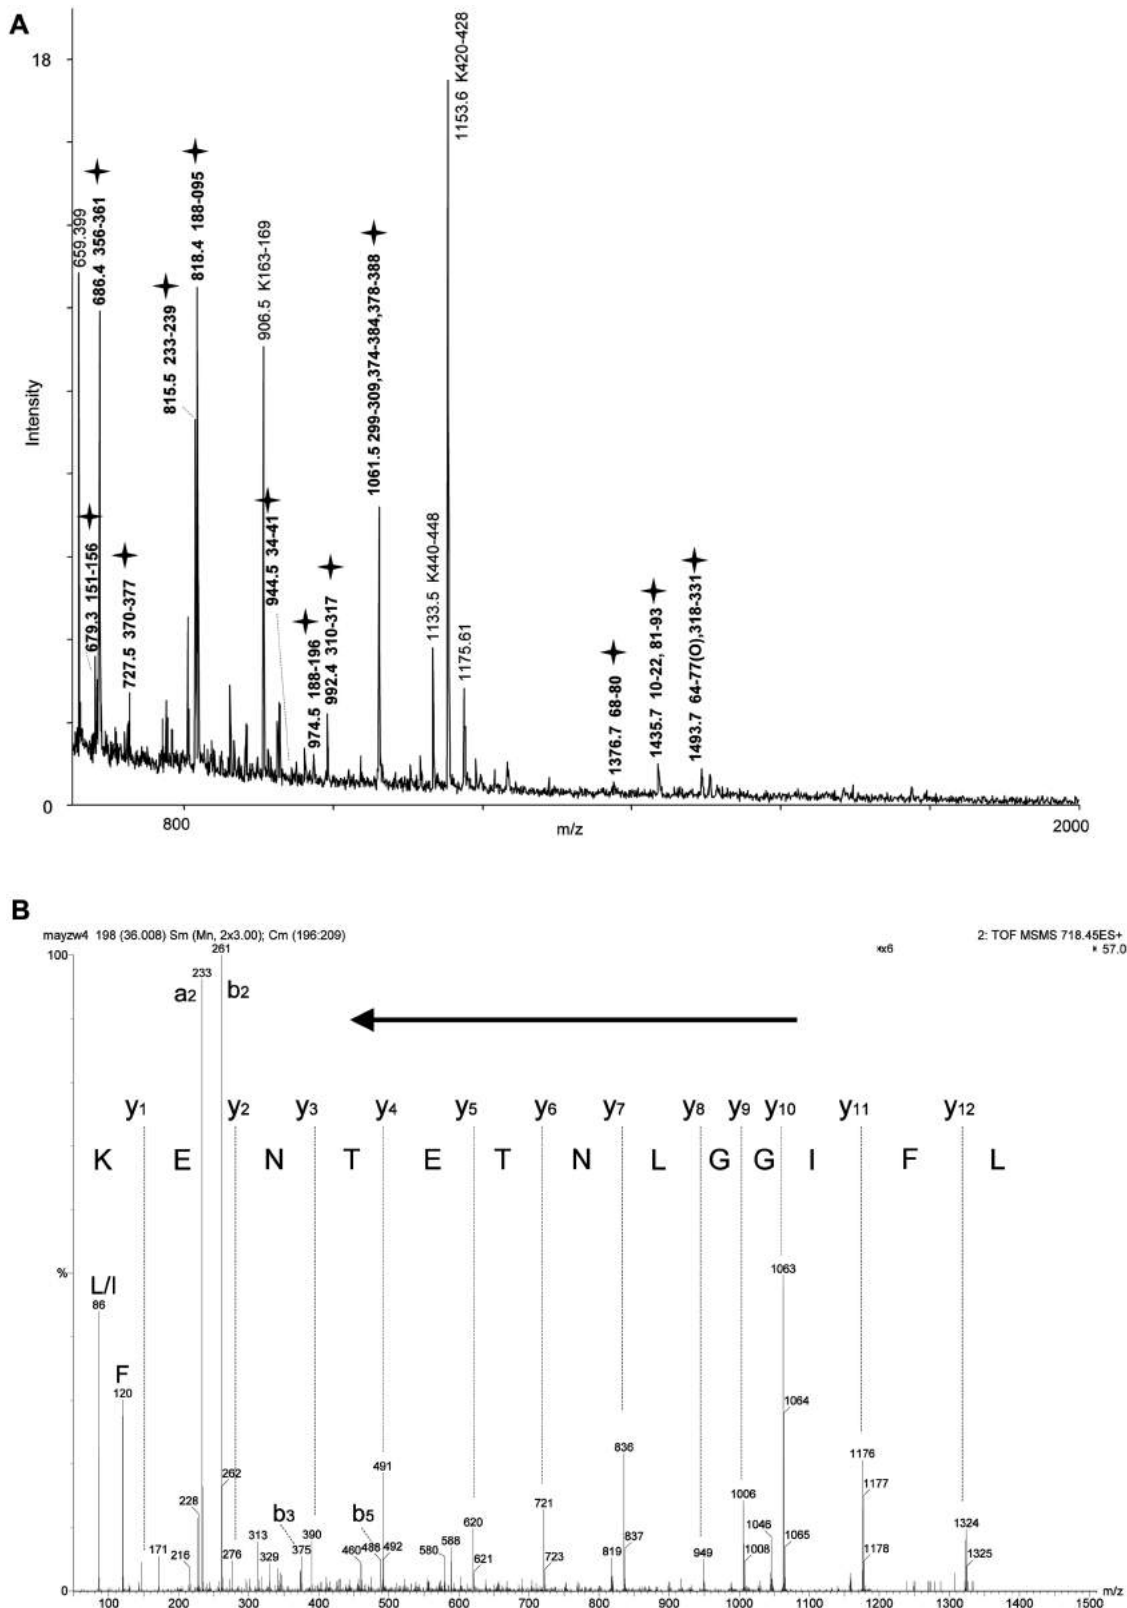 A
18
Intensity
0
659.399
686.4 356-361
679.3 151-156
727.5 370-377
815.5 233-239
818.4 188-095
906.5 K163-169
944.5 34-41
974.5 188-196
992.4 310-317
1061.5 299-309,374-384,378-388
1133.5 K440-448
1153.6 K420-428
1175.61
1376.7 68-80
1435.7 10-22, 81-93
1493.7 64-77(O),318-331
800
m/z
2000
B
mayzw4 198 (36.008) Sm (Mn, 2x3.00); Cm (196:209)
2: TOF MSMS 718.45ES+
100
261
x6
57.0
233
a2 b2
y1 y2 y3 y4 y5 y6 y7 y8 y9 y10 y11 y12
K E N T E T N L G G I F L
%
1063
L/I
86
F
120
1064
836
491
1176
262
1177
228
b3 390
b5
620
721
1006
1046
1324
171
216
276
313
329
375
460
488
492
580
588
621
723
819
837
949
1008
1065
1178
1325
0
100 200 300 400 500 600 700 800 900 1000 1100 1200 1300 1400 1500 m/z